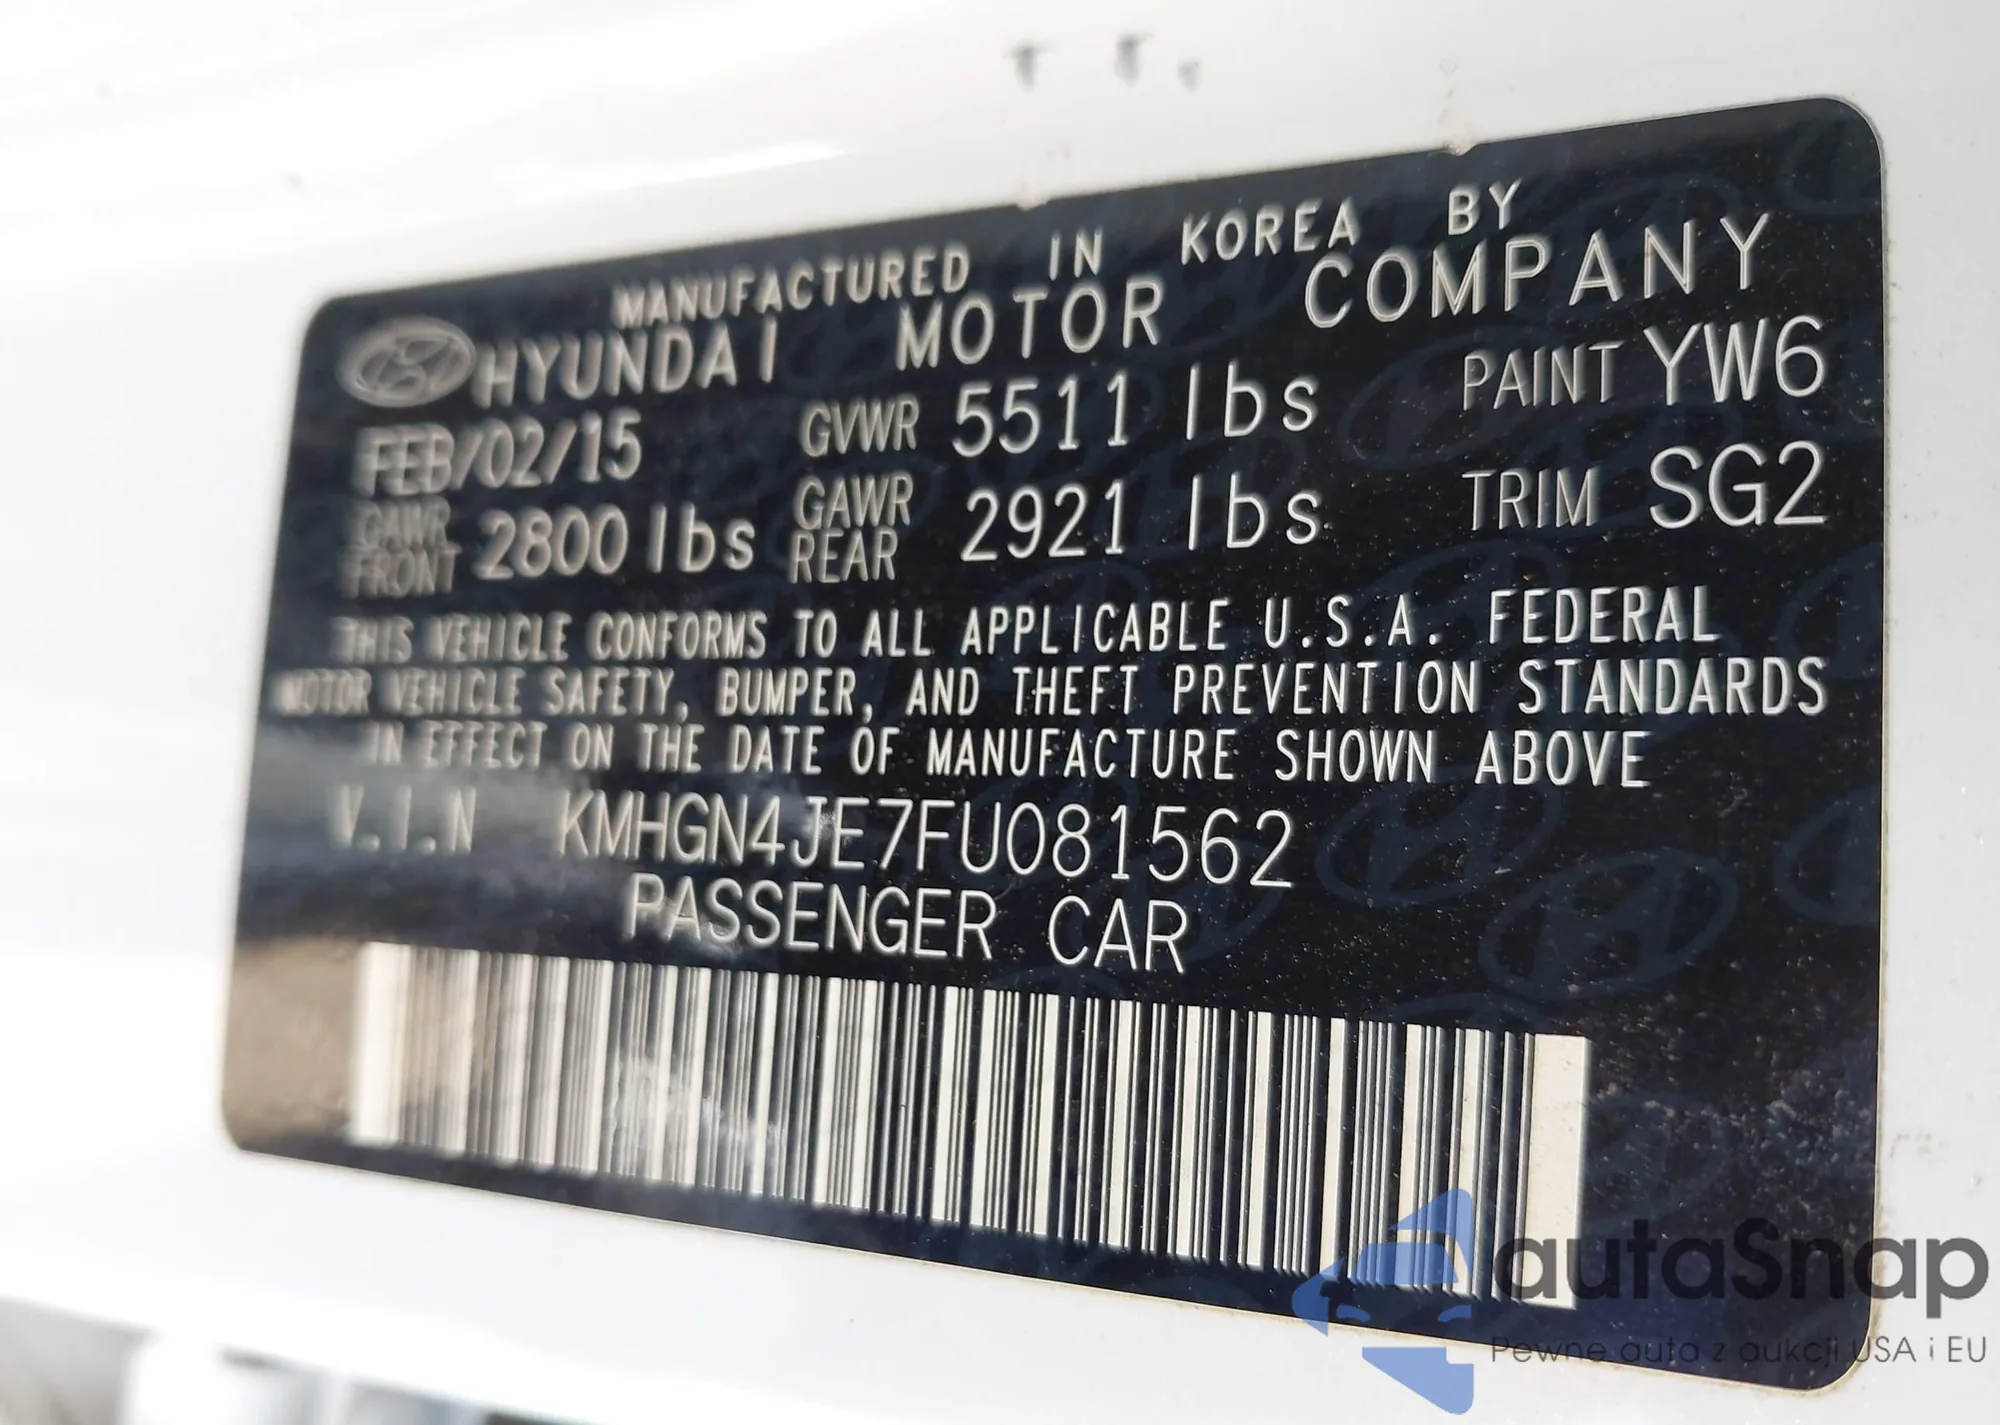 MANUFACTURED IN KOREA BY
HYUNDAI MOTOR COMPANY
FEB/02/15 GVWR 5511 lbs PAINT YW6
GAWR FRONT 2800 lbs GAWR REAR 2921 lbs TRIM SG2
THIS VEHICLE CONFORMS TO ALL APPLICABLE U.S.A. FEDERAL
MOTOR VEHICLE SAFETY, BUMPER, AND THEFT PREVENTION STANDARDS
IN EFFECT ON THE DATE OF MANUFACTURE SHOWN ABOVE
V.I.N KMHGN4JE7FU081562
PASSENGER CAR
autaSnap
Pewne auta z aukcji USA i EU